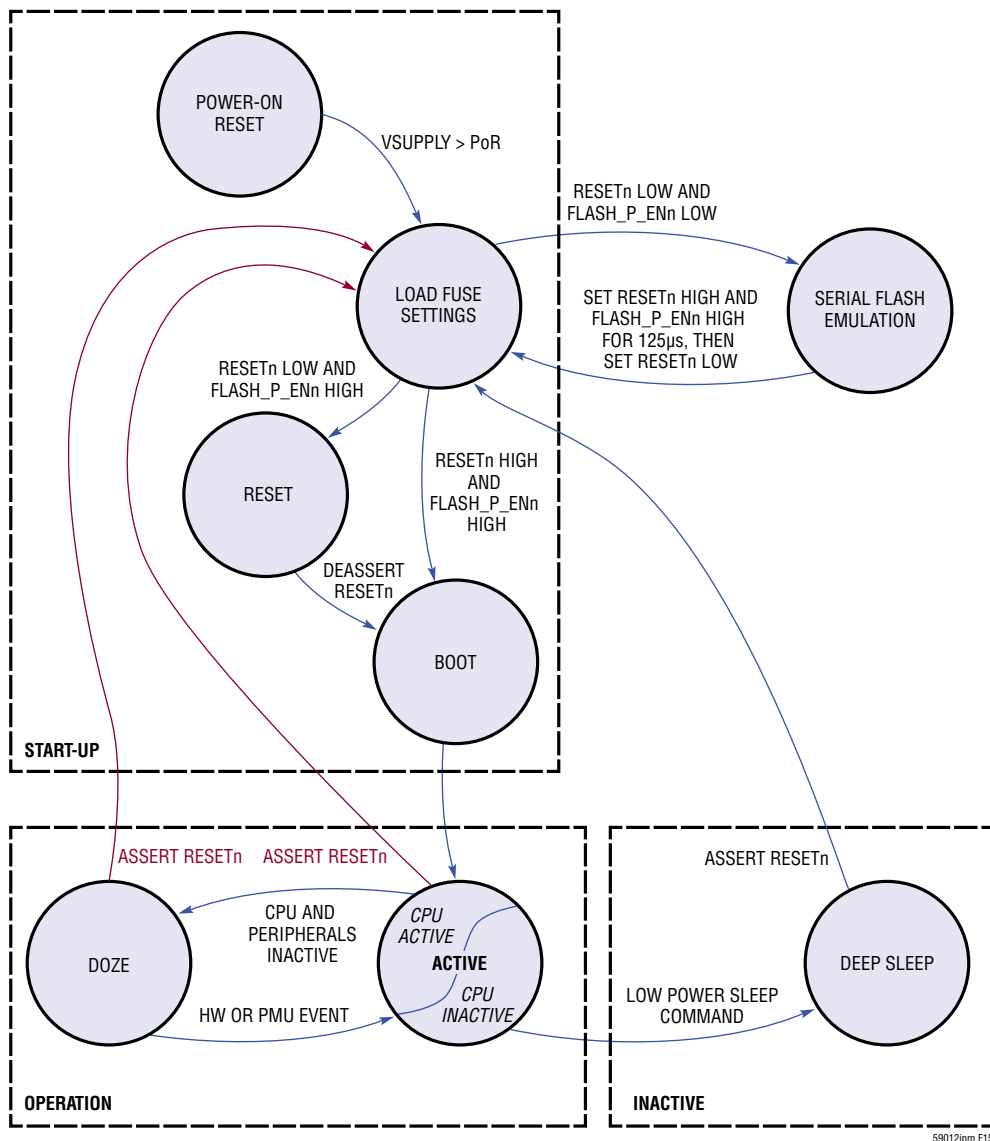 POWER-ON
RESET
VSUPPLY > PoR
RESETn LOW AND
FLASH_P_ENn LOW
LOAD FUSE
SETTINGS
SET RESETn HIGH AND
FLASH_P_ENn HIGH
FOR 125µs, THEN
SET RESETn LOW
SERIAL FLASH
EMULATION
RESETn LOW AND
FLASH_P_ENn HIGH
RESETn HIGH
AND
FLASH_P_ENn
HIGH
RESET
DEASSERT
RESETn
BOOT
START-UP
ASSERT RESETn
ASSERT RESETn
ASSERT RESETn
CPU AND
PERIPHERALS
INACTIVE
CPU
ACTIVE
ACTIVE
CPU
INACTIVE
DOZE
DEEP SLEEP
HW OR PMU EVENT
LOW POWER SLEEP
COMMAND
OPERATION
INACTIVE
59012ipm F15